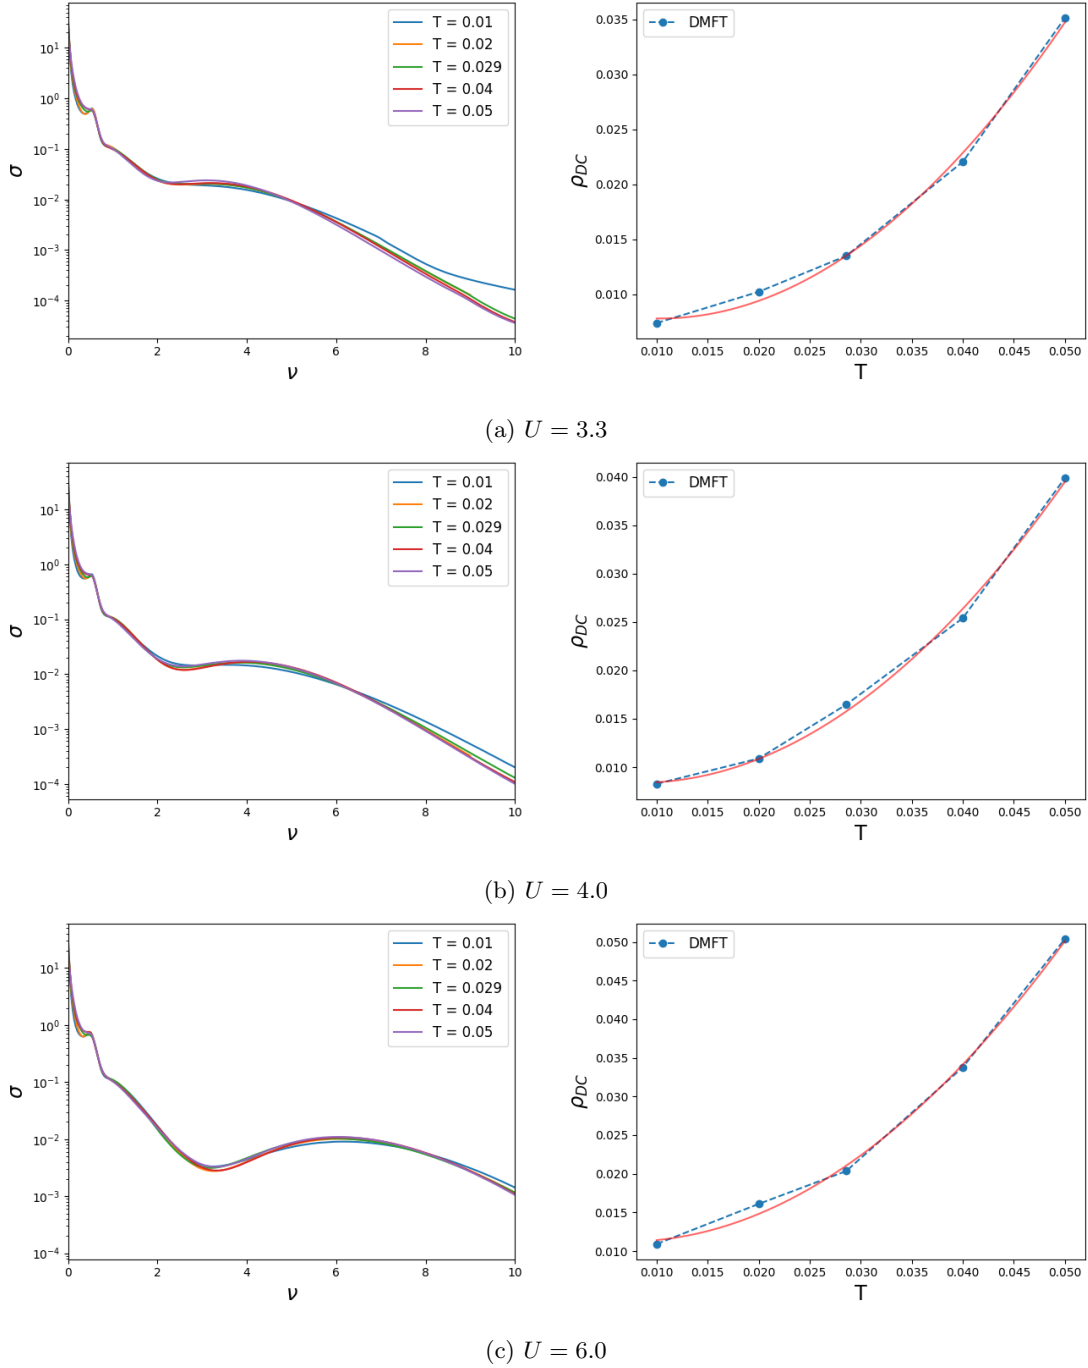 σ
10¹
10⁰
10⁻¹
10⁻²
10⁻³
10⁻⁴
T = 0.01
T = 0.02
T = 0.029
T = 0.04
T = 0.05
0 2 4 6 8 10
ν
ρDC
0.035
0.030
0.025
0.020
0.015
0.010
DMFT
0.010 0.015 0.020 0.025 0.030 0.035 0.040 0.045 0.050
T
(a) U = 3.3
σ
10¹
10⁰
10⁻¹
10⁻²
10⁻³
10⁻⁴
T = 0.01
T = 0.02
T = 0.029
T = 0.04
T = 0.05
0 2 4 6 8 10
ν
ρDC
0.040
0.035
0.030
0.025
0.020
0.015
0.010
DMFT
0.010 0.015 0.020 0.025 0.030 0.035 0.040 0.045 0.050
T
(b) U = 4.0
σ
10¹
10⁰
10⁻¹
10⁻²
10⁻³
10⁻⁴
T = 0.01
T = 0.02
T = 0.029
T = 0.04
T = 0.05
0 2 4 6 8 10
ν
ρDC
0.050
0.045
0.040
0.035
0.030
0.025
0.020
0.015
0.010
DMFT
0.010 0.015 0.020 0.025 0.030 0.035 0.040 0.045 0.050
T
(c) U = 6.0